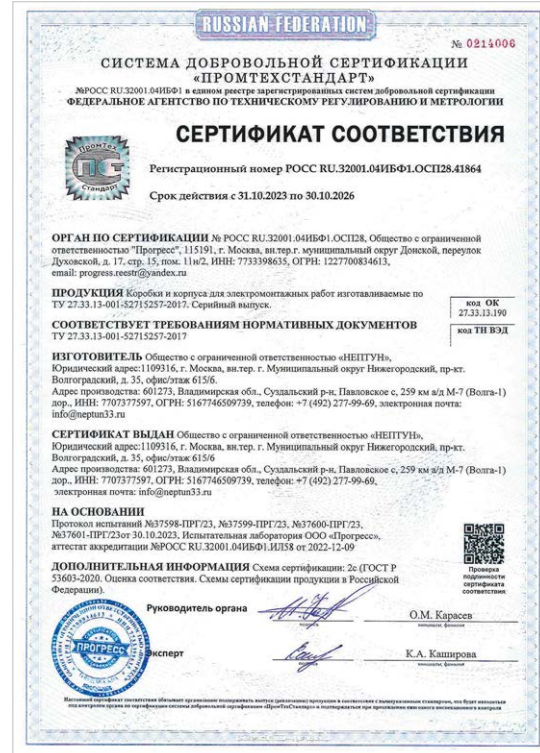 RUSSIAN FEDERATION
№ 0214006
СИСТЕМА ДОБРОВОЛЬНОЙ СЕРТИФИКАЦИИ
«ПРОМТЕХСТАНДАРТ»
№РОСС RU.32001.04ИБФ1 в едином реестре зарегистрированных систем добровольной сертификации
ФЕДЕРАЛЬНОЕ АГЕНТСТВО ПО ТЕХНИЧЕСКОМУ РЕГУЛИРОВАНИЮ И МЕТРОЛОГИИ
ПромТех
Стандарт
СЕРТИФИКАТ СООТВЕТСТВИЯ
Регистрационный номер РОСС RU.32001.04ИБФ1.ОСП28.41864
Срок действия с 31.10.2023 по 30.10.2026
ОРГАН ПО СЕРТИФИКАЦИИ № РОСС RU.32001.04ИБФ1.ОСП28, Общество с ограниченной
ответственностью "Прогресс", 115191, г. Москва, вн.тер.г. муниципальный округ Донской, переулок
Духовской, д. 17, стр. 15, пом. 11н/2, ИНН: 7733398635, ОГРН: 1227700834613,
email: progress.reestr@yandex.ru
ПРОДУКЦИЯ Коробки и корпуса для электромонтажных работ изготавливаемые по
ТУ 27.33.13-001-52715257-2017. Серийный выпуск.
код ОК
27.33.13.190
СООТВЕТСТВУЕТ ТРЕБОВАНИЯМ НОРМАТИВНЫХ ДОКУМЕНТОВ
ТУ 27.33.13-001-52715257-2017
код ТН ВЭД
ИЗГОТОВИТЕЛЬ Общество с ограниченной ответственностью «НЕПТУН»,
Юридический адрес:1109316, г. Москва, вн.тер. г. Муниципальный округ Нижегородский, пр-кт.
Волгоградский, д. 35, офис/этаж 615/6.
Адрес производства: 601273, Владимирская обл., Суздальский р-н, Павловское с, 259 км а/д М-7 (Волга-1)
дор., ИНН: 7707377597, ОГРН: 5167746509739, телефон: +7 (492) 277-99-69, электронная почта:
info@neptun33.ru
СЕРТИФИКАТ ВЫДАН Общество с ограниченной ответственностью «НЕПТУН»,
Юридический адрес:1109316, г. Москва, вн.тер. г. Муниципальный округ Нижегородский, пр-кт.
Волгоградский, д. 35, офис/этаж 615/6
Адрес производства: 601273, Владимирская обл., Суздальский р-н, Павловское с, 259 км а/д М-7 (Волга-1)
дор., ИНН: 7707377597, ОГРН: 5167746509739, телефон: +7 (492) 277-99-69,
электронная почта: info@neptun33.ru
НА ОСНОВАНИИ
Протокол испытаний №37598-ПРГ/23, №37599-ПРГ/23, №37600-ПРГ/23,
№37601-ПРГ/23от 30.10.2023, Испытательная лаборатория ООО «Прогресс»,
аттестат аккредитации №РОСС RU.32001.04ИБФ1.ИЛ58 от 2022-12-09
Проверка
подлинности
сертификата
соответствия
ДОПОЛНИТЕЛЬНАЯ ИНФОРМАЦИЯ Схема сертификации: 2с (ГОСТ Р
53603-2020. Оценка соответствия. Схемы сертификации продукции в Российской
Федерации).
Руководитель органа
подпись
О.М. Карасев
инициалы, фамилия
ПРОГРЕСС
Эксперт
подпись
К.А. Каширова
инициалы, фамилия